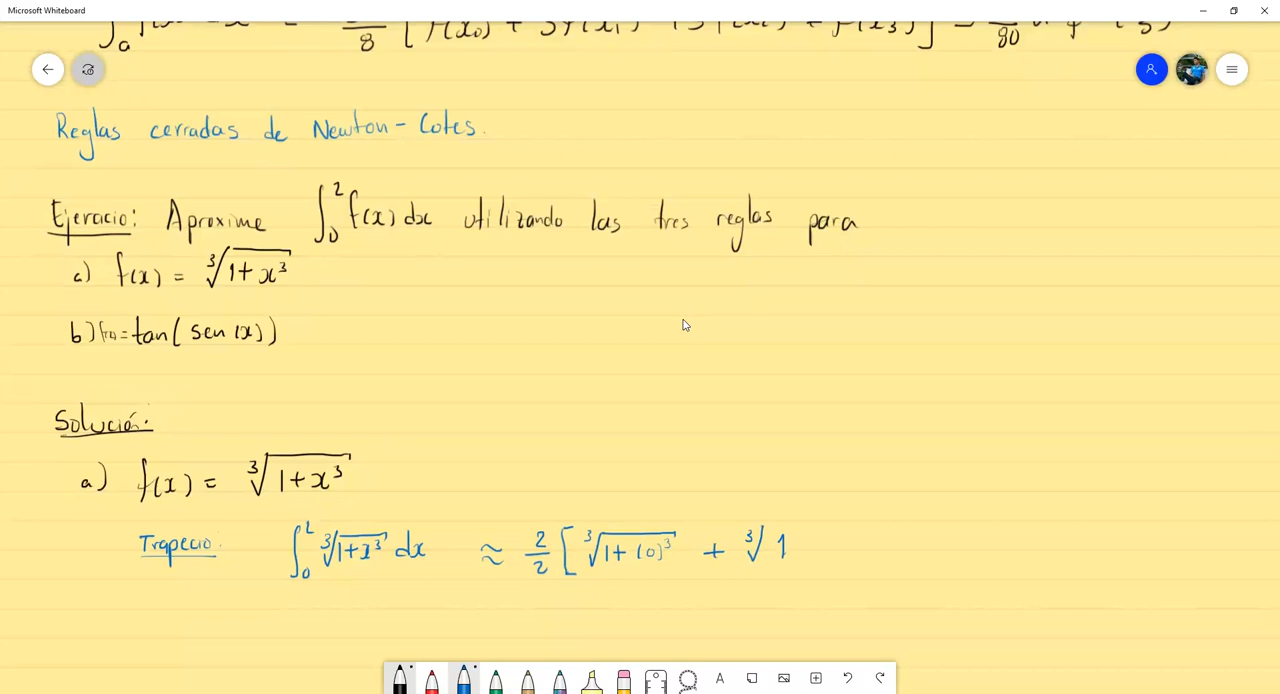 Microsoft Whiteboard
Reglas cerradas de Newton-Cotes.
Ejercicio: Aproxime ∫₀² f(x) dx utilizando las tres reglas para
a) f(x) = ∛(1+x³)
b) f(x)= tan( sen(x))
Solución:
a) f(x) = ∛(1+x³)
Trapecio: ∫₀² ∛(1+x³) dx ≈ 2/2 [ ∛(1+(0)³) + ∛1